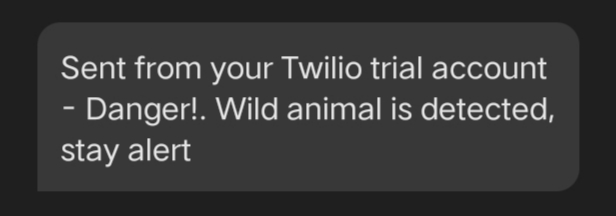 Sent from your Twilio trial account
- Danger!. Wild animal is detected,
stay alert